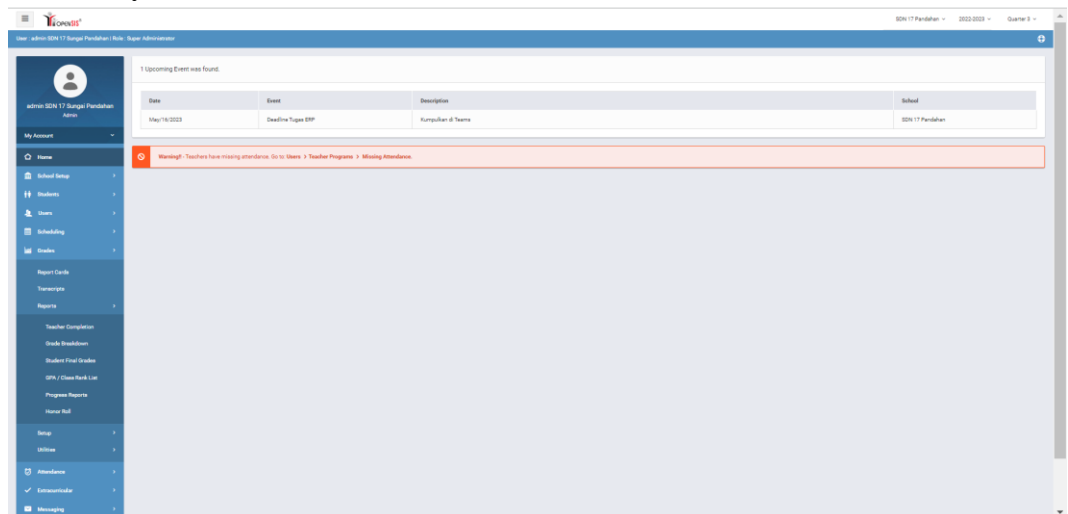 OPENSIS
SDN 17 Pandahan
2022-2023
Quarter 3
User : admin SDN 17 Sungai Pandahan | Role : Super Administrator
admin SDN 17 Sungai Pandahan
Admin
My Account
Home
School Setup
Students
Users
Scheduling
Grades
Report Cards
Transcripts
Reports
Teacher Completion
Grade Breakdown
Student Final Grades
GPA / Class Rank List
Progress Reports
Honor Roll
Setup
Utilities
Attendance
Extracurricular
Messaging
1 Upcoming Event was found.
Date Event Description School
May/16/2023 Deadline Tugas ERP Kumpulkan di Teams SDN 17 Pandahan
Warning!! - Teachers have missing attendance. Go to: Users > Teacher Programs > Missing Attendance.